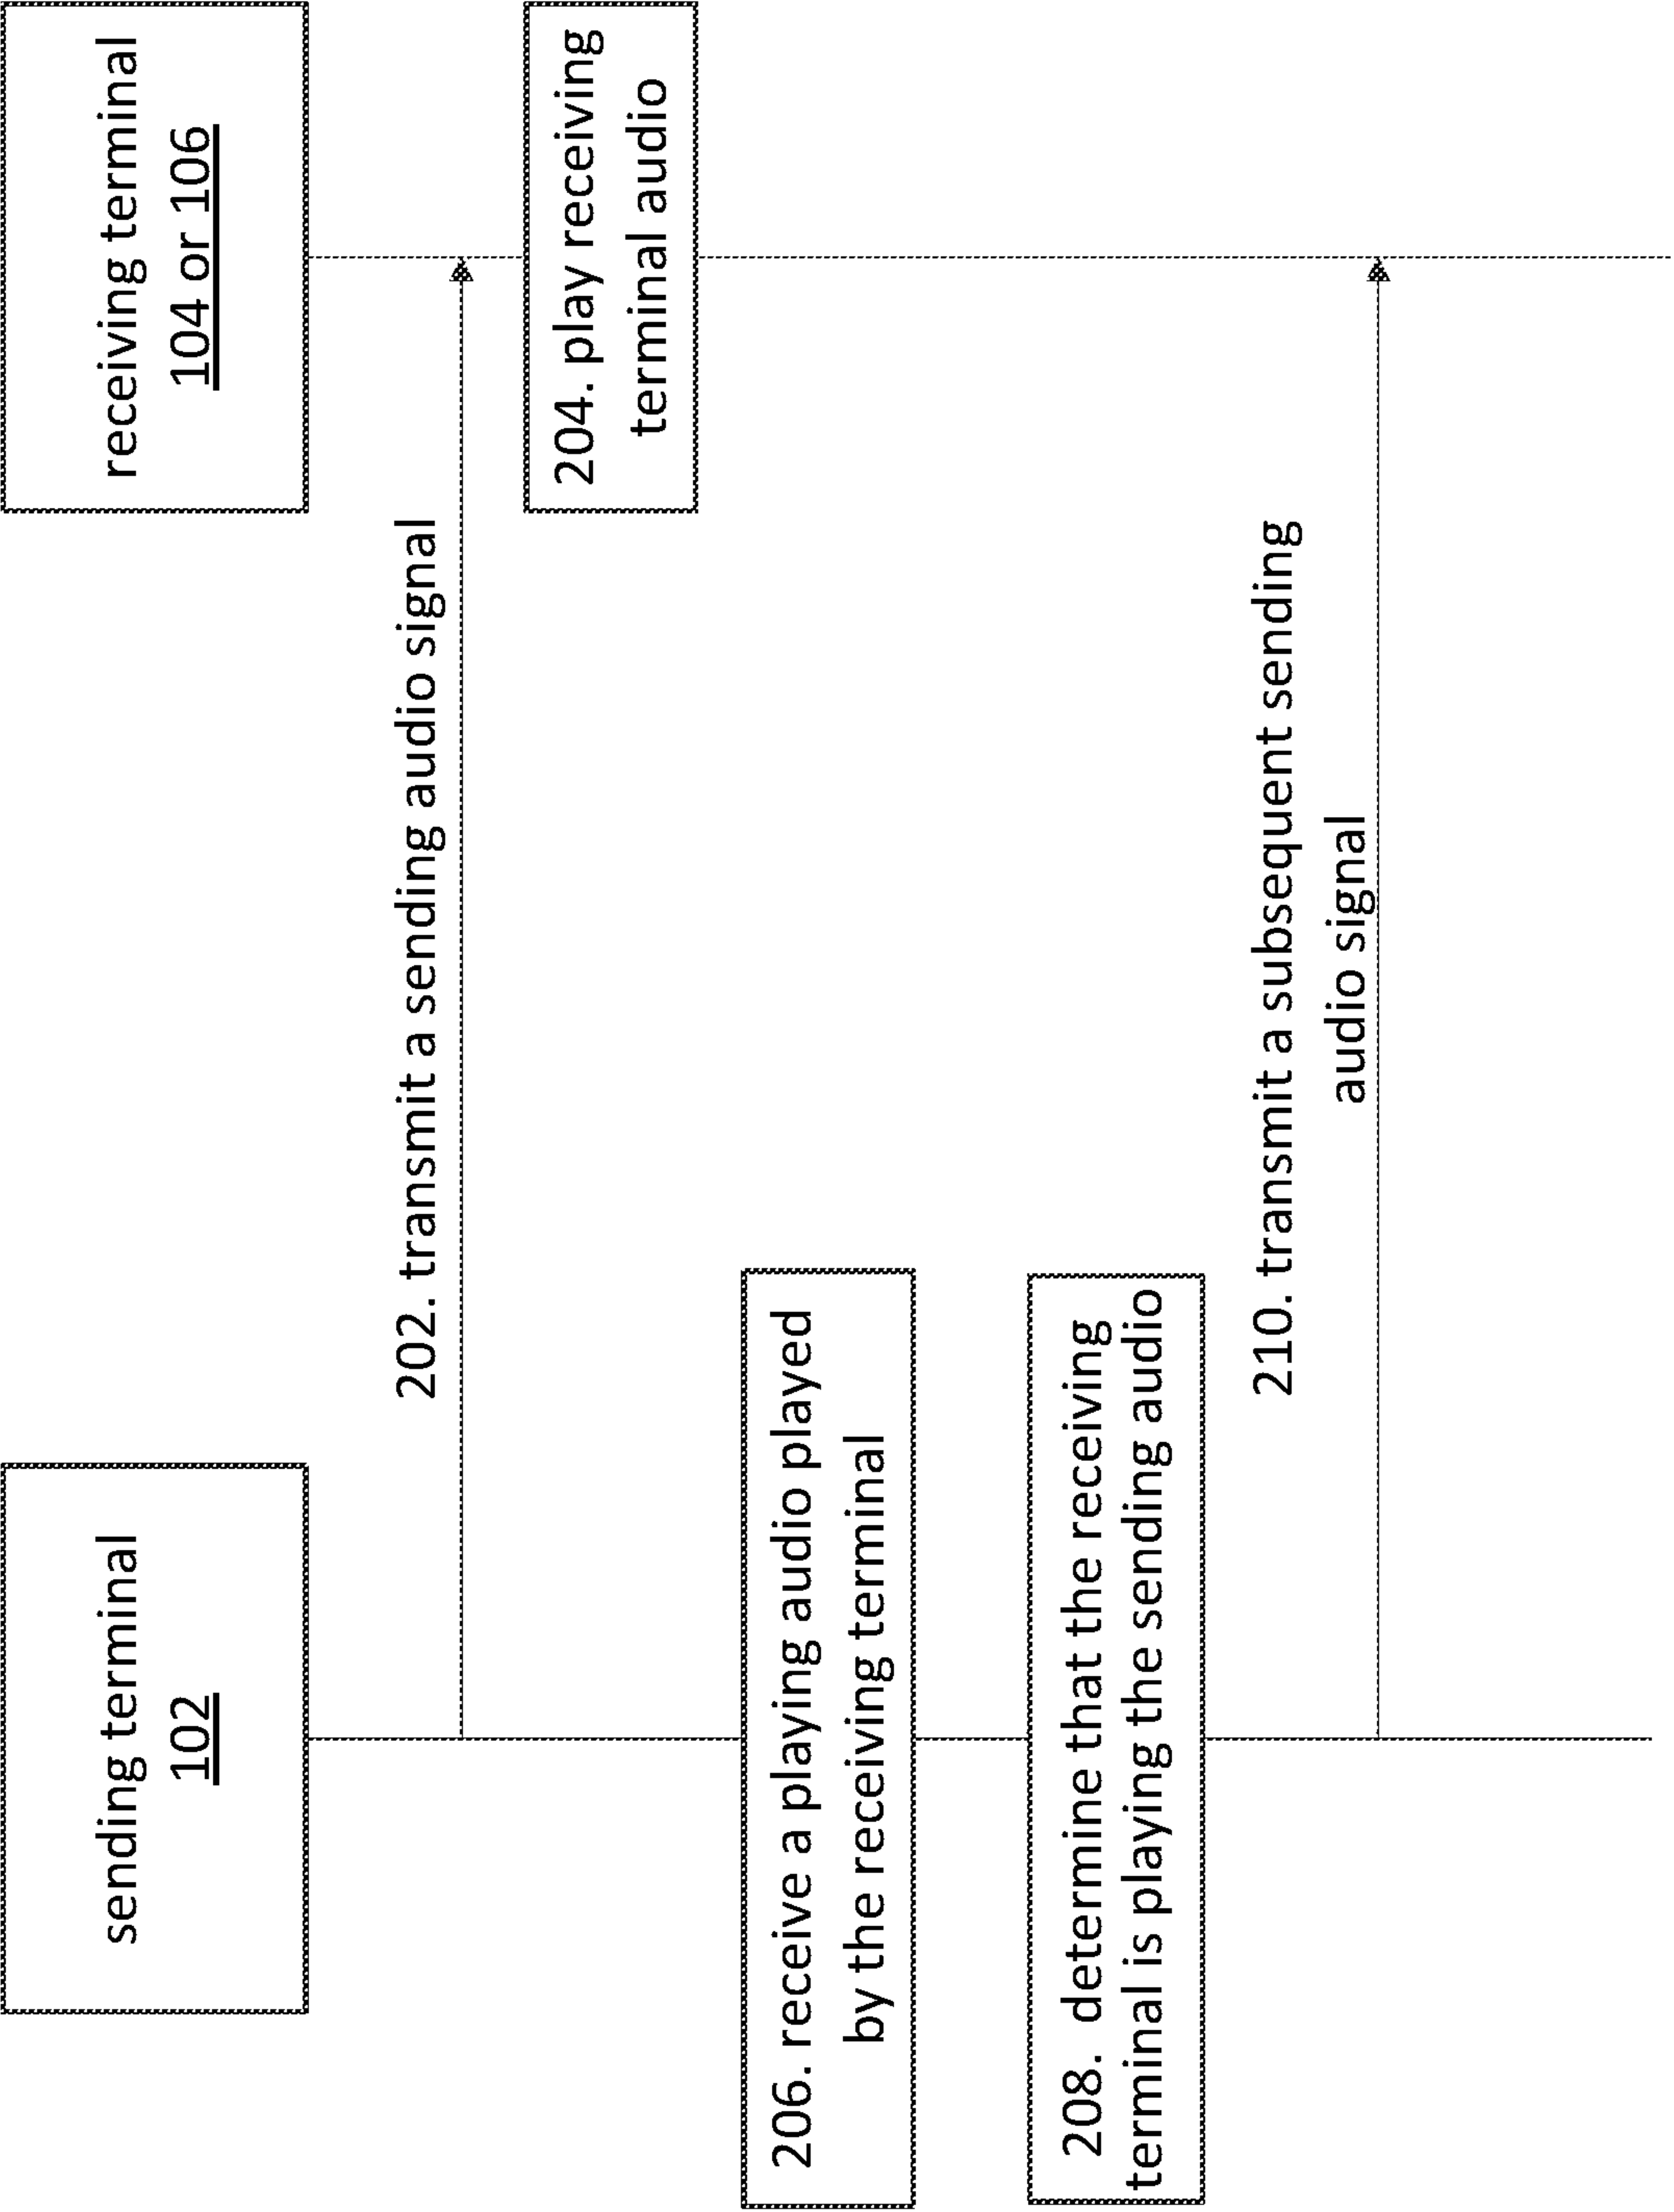 sending terminal
102
receiving terminal
104 or 106
202. transmit a sending audio signal
204. play receiving
terminal audio
206. receive a playing audio played
by the receiving terminal
208.  determine that the receiving
terminal is playing the sending audio
210. transmit a subsequent sending
audio signal